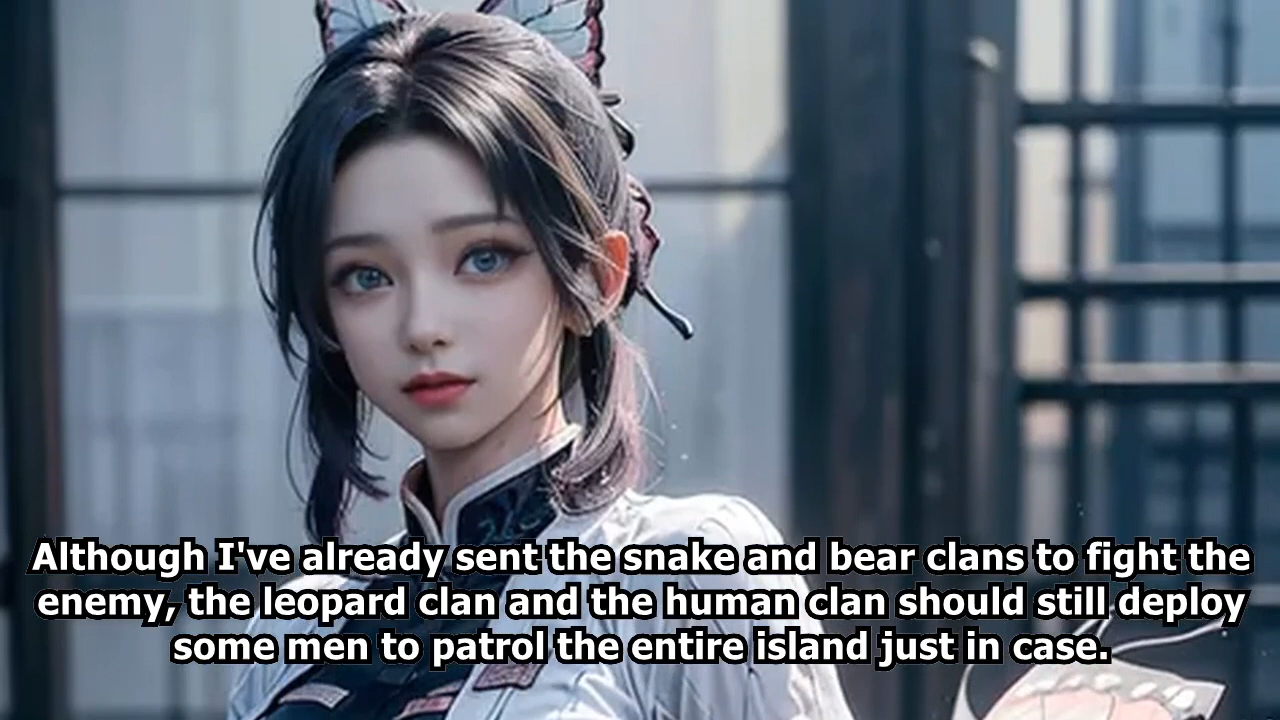 Although I've already sent the snake and bear clans to fight the
enemy, the leopard clan and the human clan should still deploy
some men to patrol the entire island just in case.